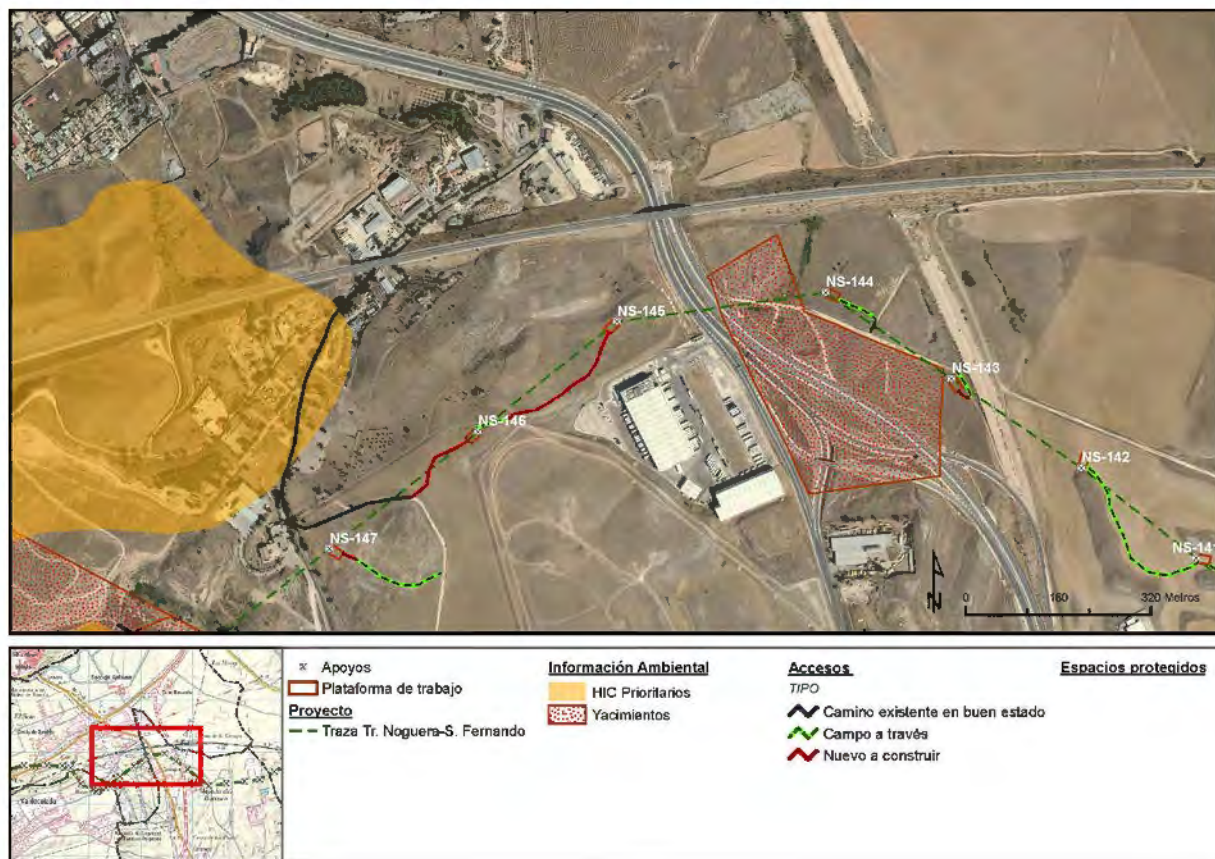 NS-144
NS-145
NS-143
NS-146
NS-142
NS-147
NS-141
N
0 160 320 Metros
Apoyos
Plataforma de trabajo
Proyecto
Traza Tr. Noguera-S. Fernando
Información Ambiental
HIC Prioritarios
Yacimientos
Accesos
TIPO
Camino existente en buen estado
Campo a través
Nuevo a construir
Espacios protegidos